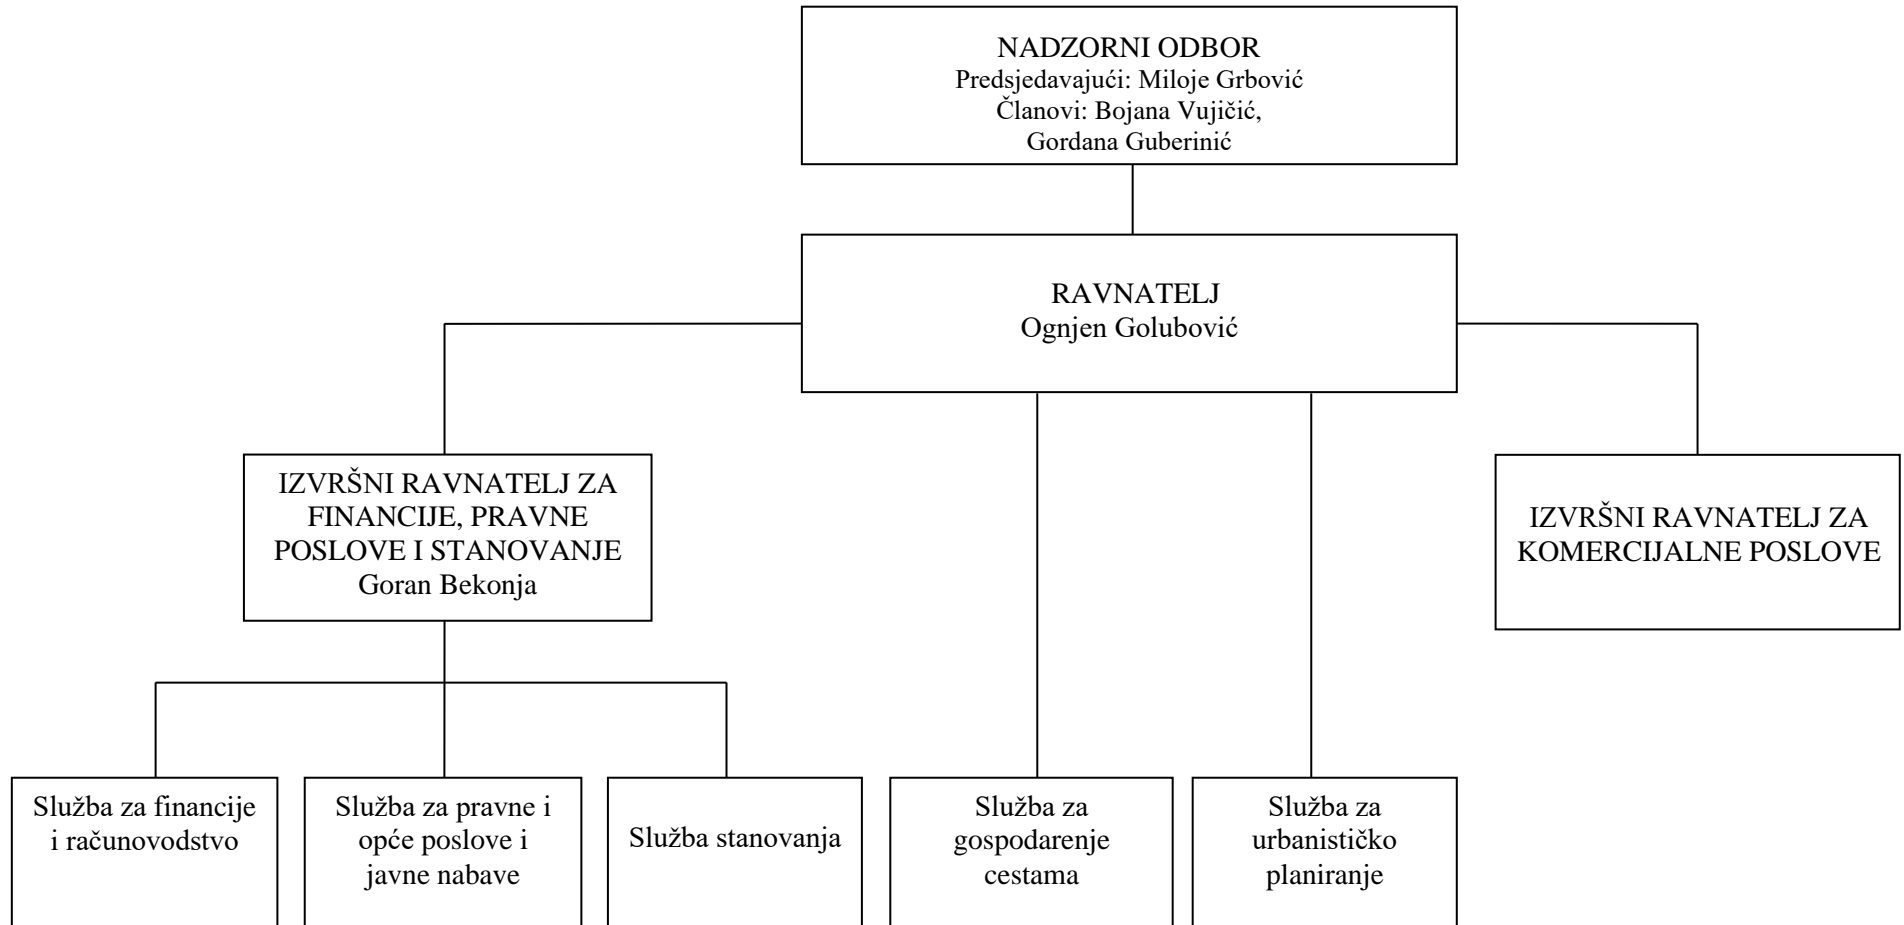 NADZORNI ODBOR
Predsjedavajući: Miloje Grbović
Članovi: Bojana Vujičić,
Gordana Guberinić
RAVNATELJ
Ognjen Golubović
IZVRŠNI RAVNATELJ ZA
FINANCIJE, PRAVNE
POSLOVE I STANOVANJE
Goran Bekonja
IZVRŠNI RAVNATELJ ZA
KOMERCIJALNE POSLOVE
Služba za financije
i računovodstvo
Služba za pravne i
opće poslove i
javne nabave
Služba stanovanja
Služba za
gospodarenje
cestama
Služba za
urbanističko
planiranje